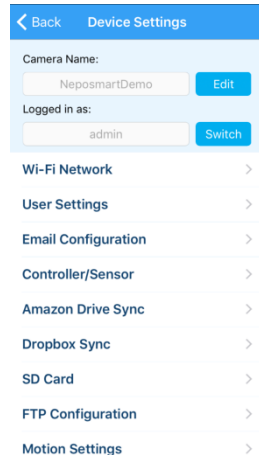 Back Device Settings
Camera Name:
NeposmartDemo Edit
Logged in as:
admin Switch
Wi-Fi Network
User Settings
Email Configuration
Controller/Sensor
Amazon Drive Sync
Dropbox Sync
SD Card
FTP Configuration
Motion Settings